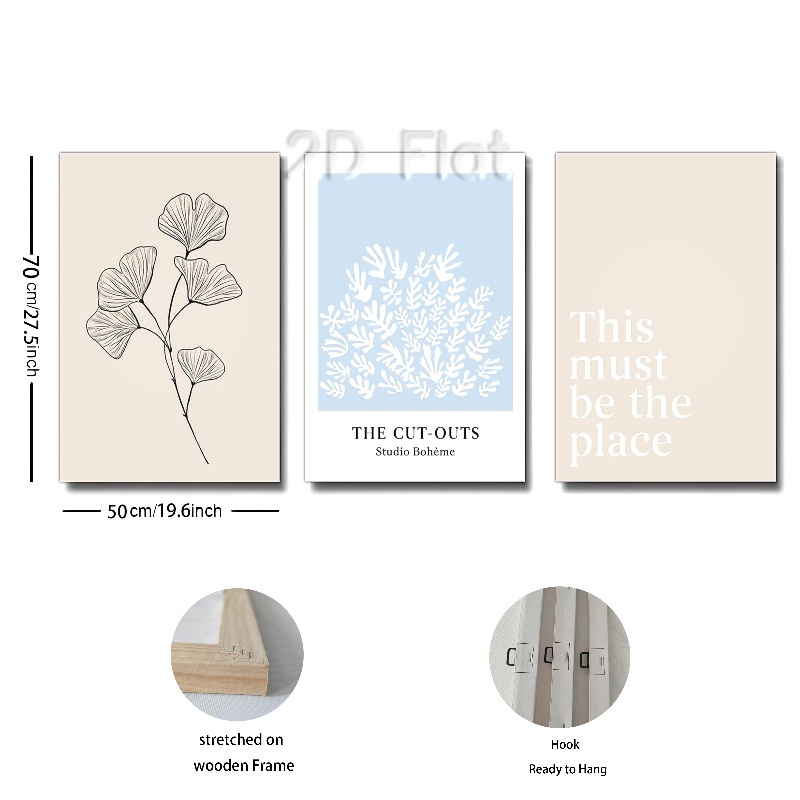 2D Flat
70 cm/27.5inch
THE CUT-OUTS
Studio Bohème
This
must
be the
place
50cm/19.6inch
stretched on
wooden Frame
Hook
Ready to Hang